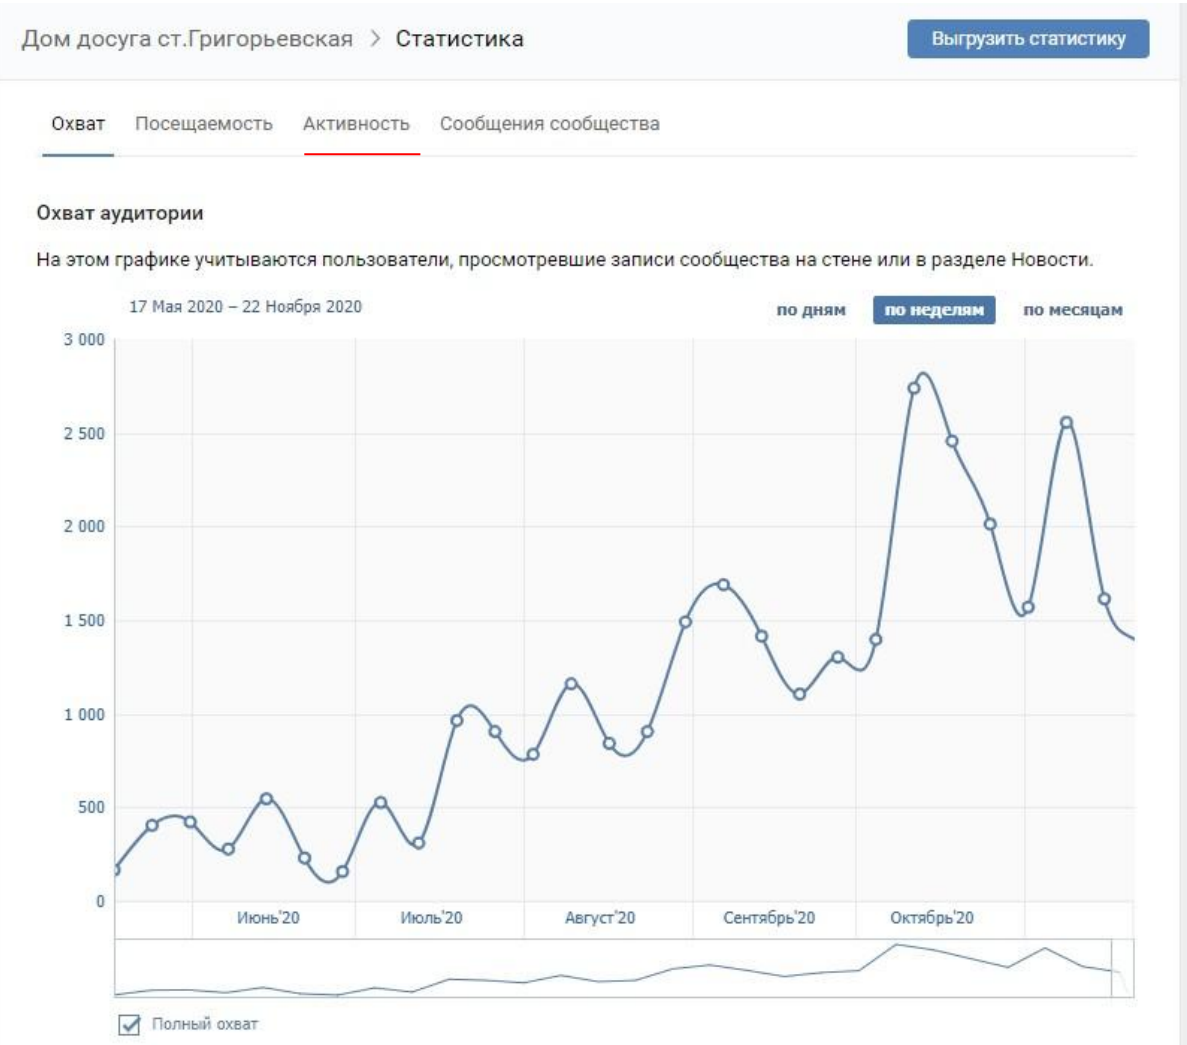 Дом досуга ст.Григорьевская > Статистика
Выгрузить статистику
Охват Посещаемость Активность Сообщения сообщества
Охват аудитории
На этом графике учитываются пользователи, просмотревшие записи сообщества на стене или в разделе Новости.
17 Мая 2020 – 22 Ноября 2020
по дням по неделям по месяцам
3 000
2 500
2 000
1 500
1 000
500
0
Июнь'20 Июль'20 Август'20 Сентябрь'20 Октябрь'20
Полный охват